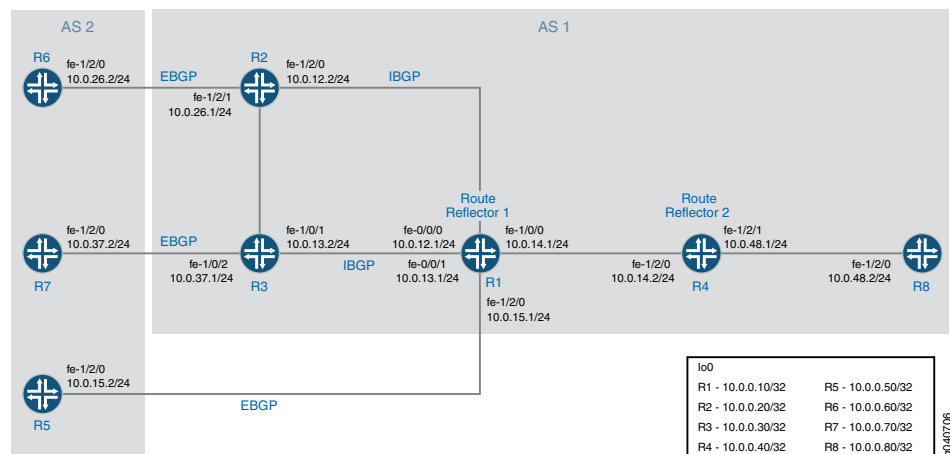 AS 2
AS 1
R6
fe-1/2/0
10.0.26.2/24
EBGP
R2
fe-1/2/0
10.0.12.2/24
IBGP
fe-1/2/1
10.0.26.1/24
Route
Reflector 1
Route
Reflector 2
fe-1/2/0
10.0.37.2/24
EBGP
fe-1/0/1
10.0.13.2/24
fe-0/0/0
10.0.12.1/24
fe-1/0/0
10.0.14.1/24
fe-1/2/1
10.0.48.1/24
R7
fe-1/0/2
10.0.37.1/24
R3
IBGP
fe-0/0/1
10.0.13.1/24
R1
fe-1/2/0
10.0.14.2/24
R4
fe-1/2/0
10.0.48.2/24
R8
fe-1/2/0
10.0.15.1/24
fe-1/2/0
10.0.15.2/24
R5
EBGP
lo0
R1 - 10.0.0.10/32 R5 - 10.0.0.50/32
R2 - 10.0.0.20/32 R6 - 10.0.0.60/32
R3 - 10.0.0.30/32 R7 - 10.0.0.70/32
R4 - 10.0.0.40/32 R8 - 10.0.0.80/32